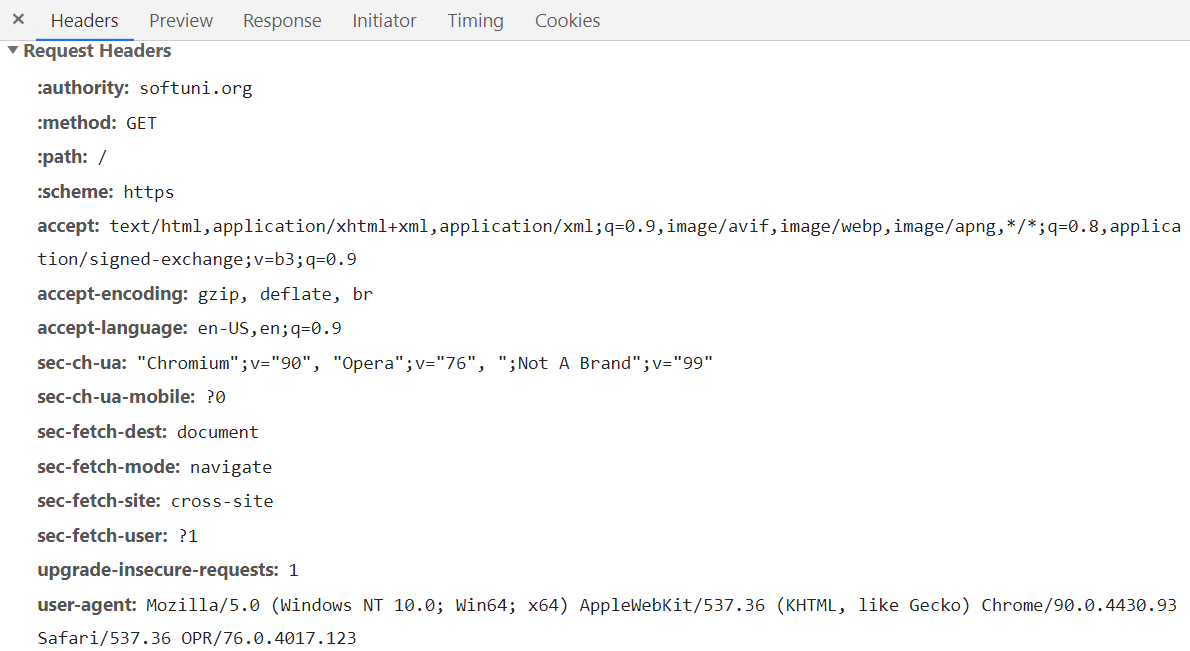 × Headers Preview Response Initiator Timing Cookies
▼ Request Headers
:authority: softuni.org
:method: GET
:path: /
:scheme: https
accept: text/html,application/xhtml+xml,application/xml;q=0.9,image/avif,image/webp,image/apng,*/*;q=0.8,applica
tion/signed-exchange;v=b3;q=0.9
accept-encoding: gzip, deflate, br
accept-language: en-US,en;q=0.9
sec-ch-ua: "Chromium";v="90", "Opera";v="76", ";Not A Brand";v="99"
sec-ch-ua-mobile: ?0
sec-fetch-dest: document
sec-fetch-mode: navigate
sec-fetch-site: cross-site
sec-fetch-user: ?1
upgrade-insecure-requests: 1
user-agent: Mozilla/5.0 (Windows NT 10.0; Win64; x64) AppleWebKit/537.36 (KHTML, like Gecko) Chrome/90.0.4430.93
Safari/537.36 OPR/76.0.4017.123